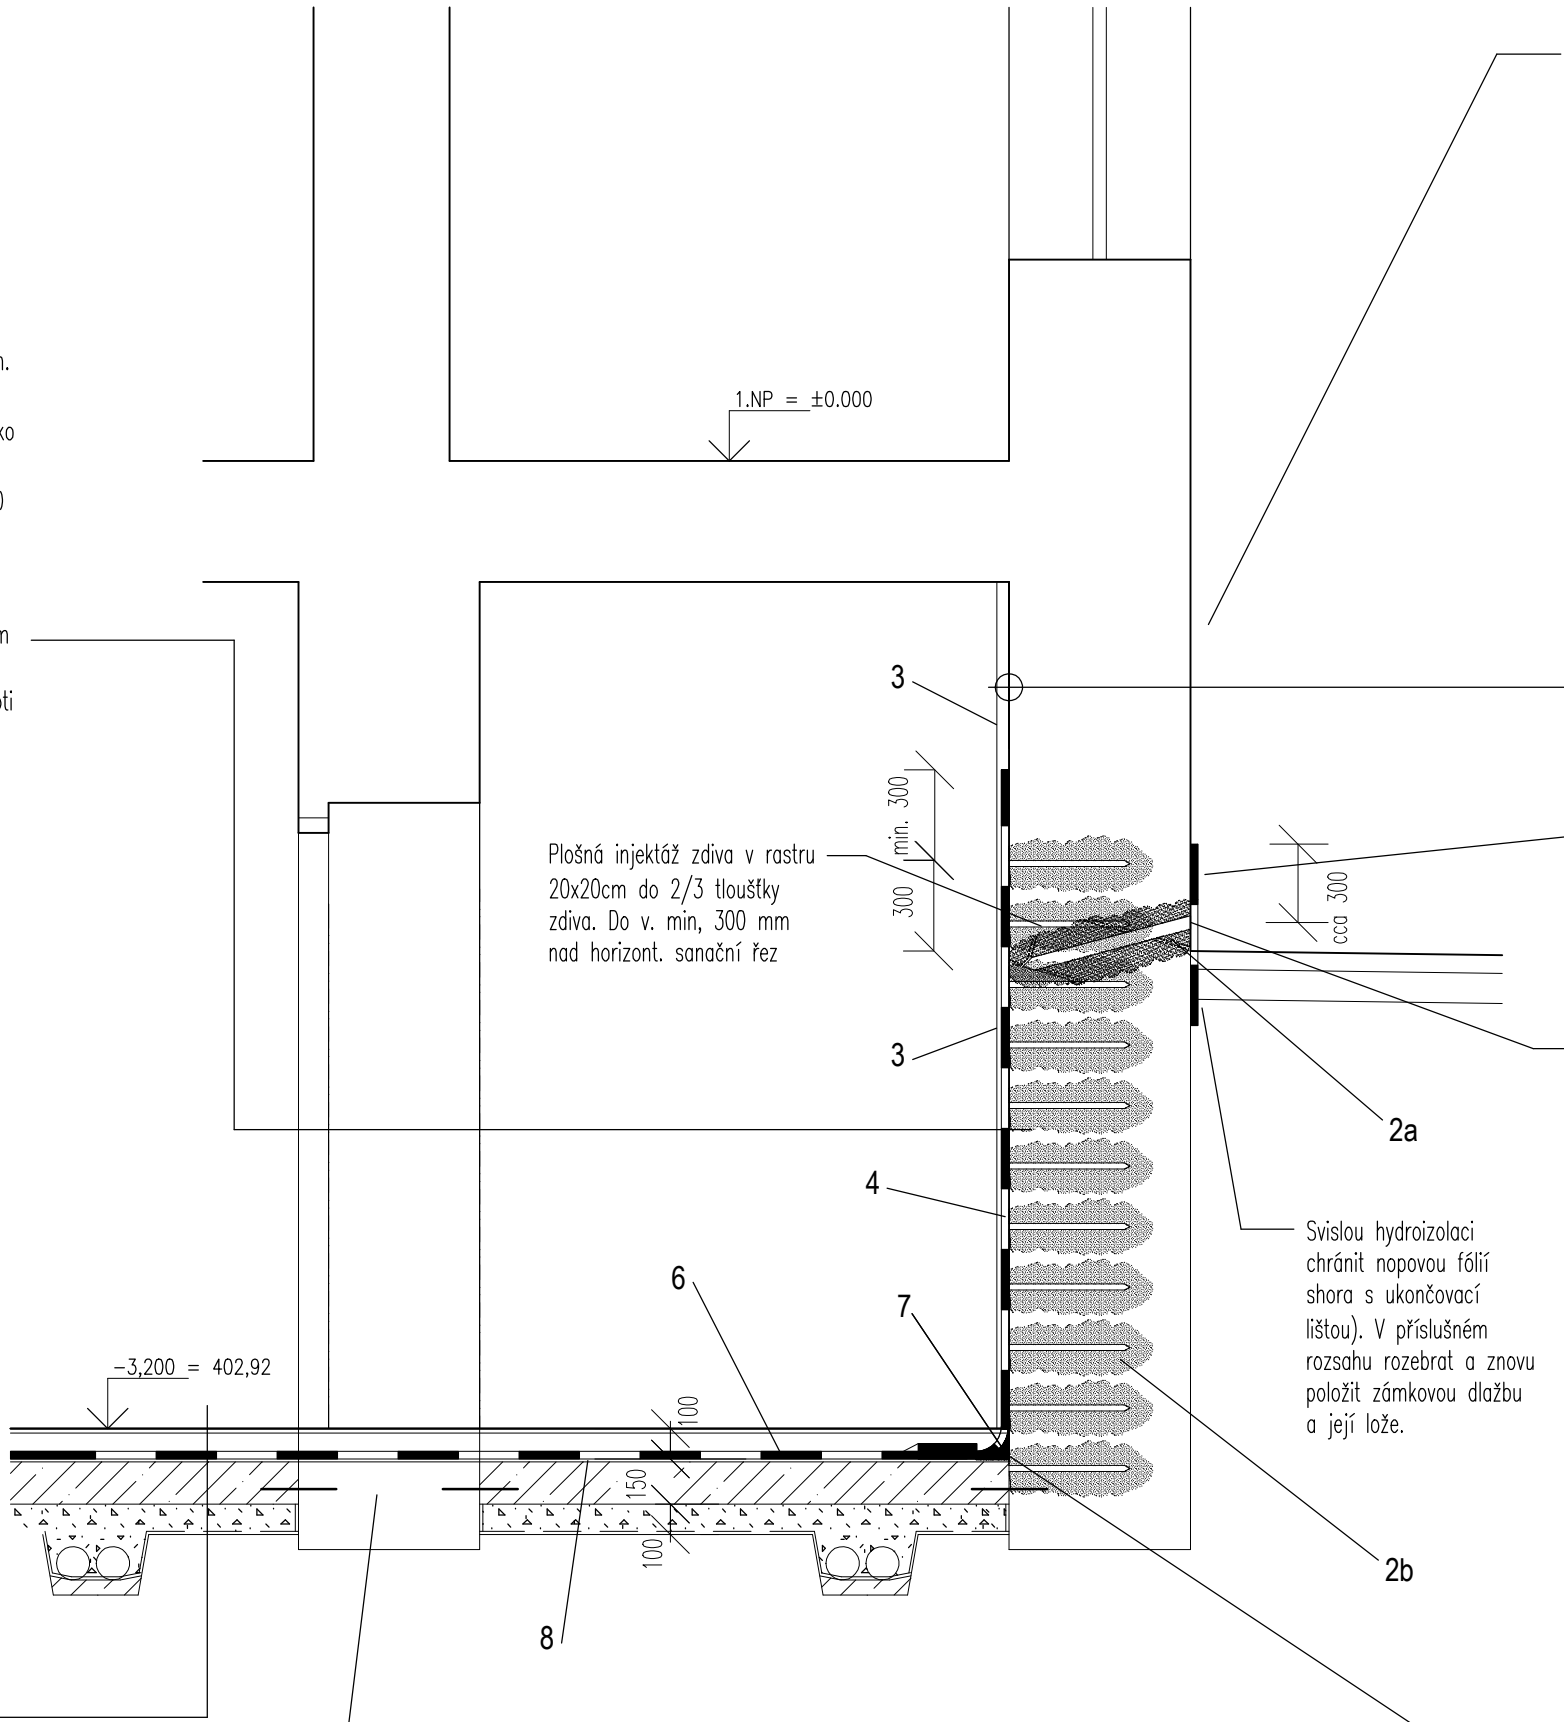 n.
1.NP = ±0.000
ko
)
m
oti
3
min. 300
300
Plošná injektáž zdiva v rastru
20x20cm do 2/3 tloušťky
zdiva. Do v. min, 300 mm
nad horizont. sanační řez
cca 300
3
2a
4
Svislou hydroizolaci
chránit nopovou fólií
shora s ukončovací
lištou). V příslušném
rozsahu rozebrat a znovu
položit zámkovou dlažbu
a její lože.
6
7
-3,200 = 402,92
100
150
100
2b
8